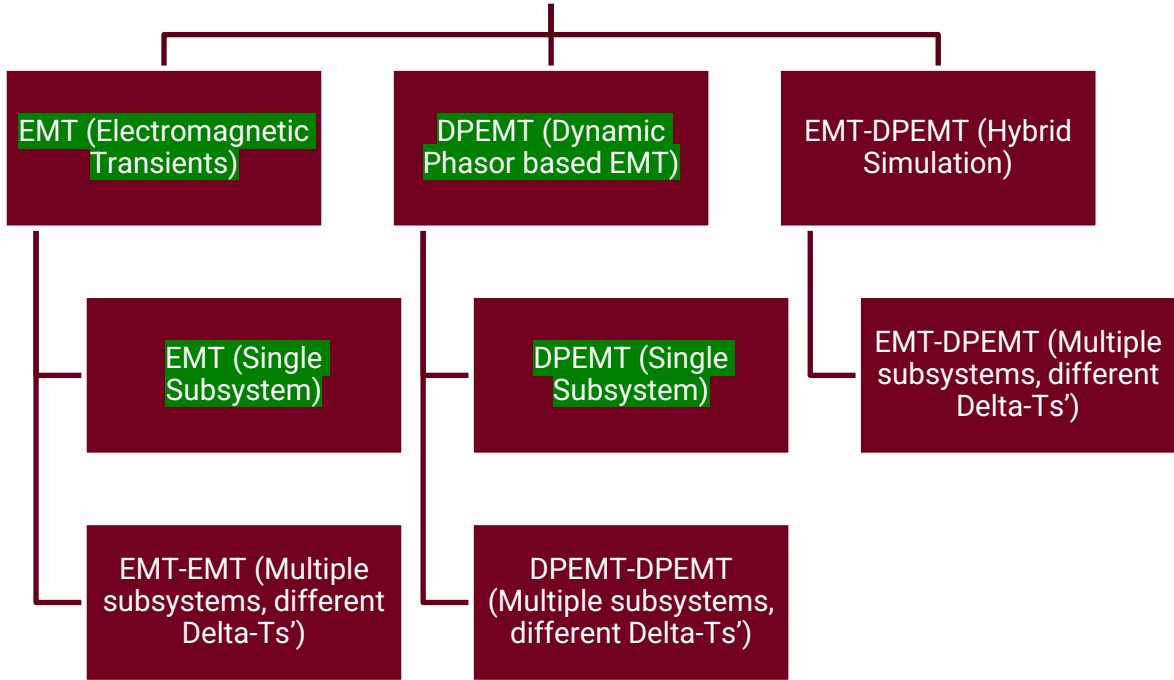 EMT (Electromagnetic
Transients)
DPEMT (Dynamic
Phasor based EMT)
EMT-DPEMT (Hybrid
Simulation)
EMT (Single
Subsystem)
DPEMT (Single
Subsystem)
EMT-DPEMT (Multiple
subsystems, different
Delta-Ts’)
EMT-EMT (Multiple
subsystems, different
Delta-Ts’)
DPEMT-DPEMT
(Multiple subsystems,
different Delta-Ts’)